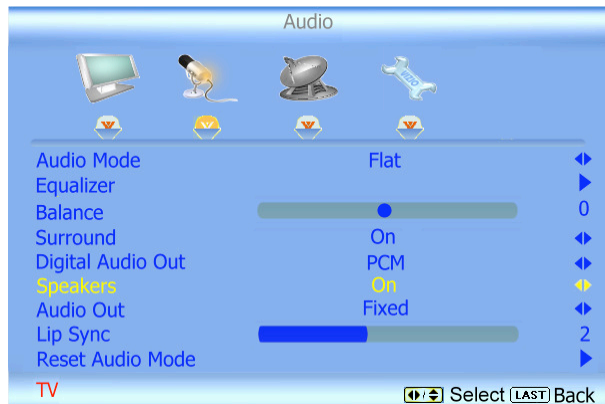 Audio
Audio Mode Flat
Equalizer
Balance 0
Surround On
Digital Audio Out PCM
Speakers On
Audio Out Fixed
Lip Sync 2
Reset Audio Mode
TV Select LAST Back